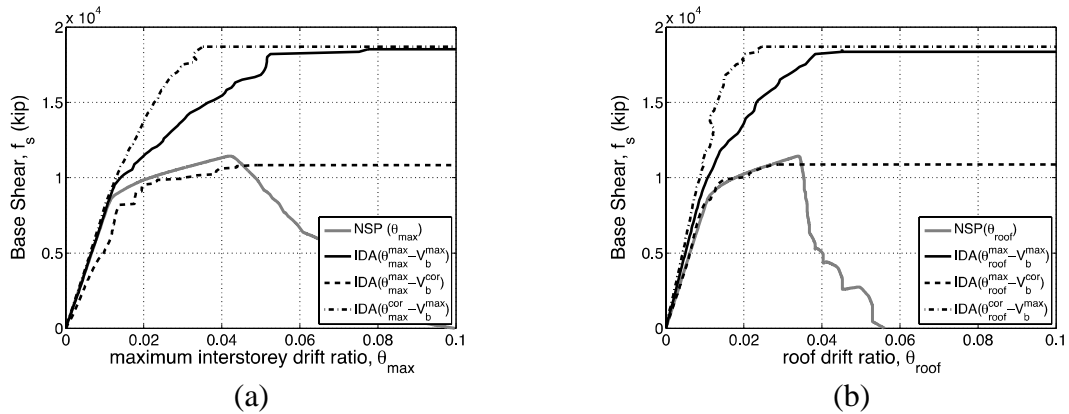 x 10^4
2
1.5
1
0.5
0
Base Shear, f_s (kip)
0 0.02 0.04 0.06 0.08 0.1
maximum interstorey drift ratio, θ_max
NSP (θ_max)
IDA(θ_max^max−V_b^max)
IDA(θ_max^max−V_b^cor)
IDA(θ_max^cor−V_b^max)
(a)
x 10^4
2
1.5
1
0.5
0
Base Shear, f_s (kip)
0 0.02 0.04 0.06 0.08 0.1
roof drift ratio, θ_roof
NSP(θ_roof)
IDA(θ_roof^max−V_b^max)
IDA(θ_roof^max−V_b^cor)
IDA(θ_roof^cor−V_b^max)
(b)